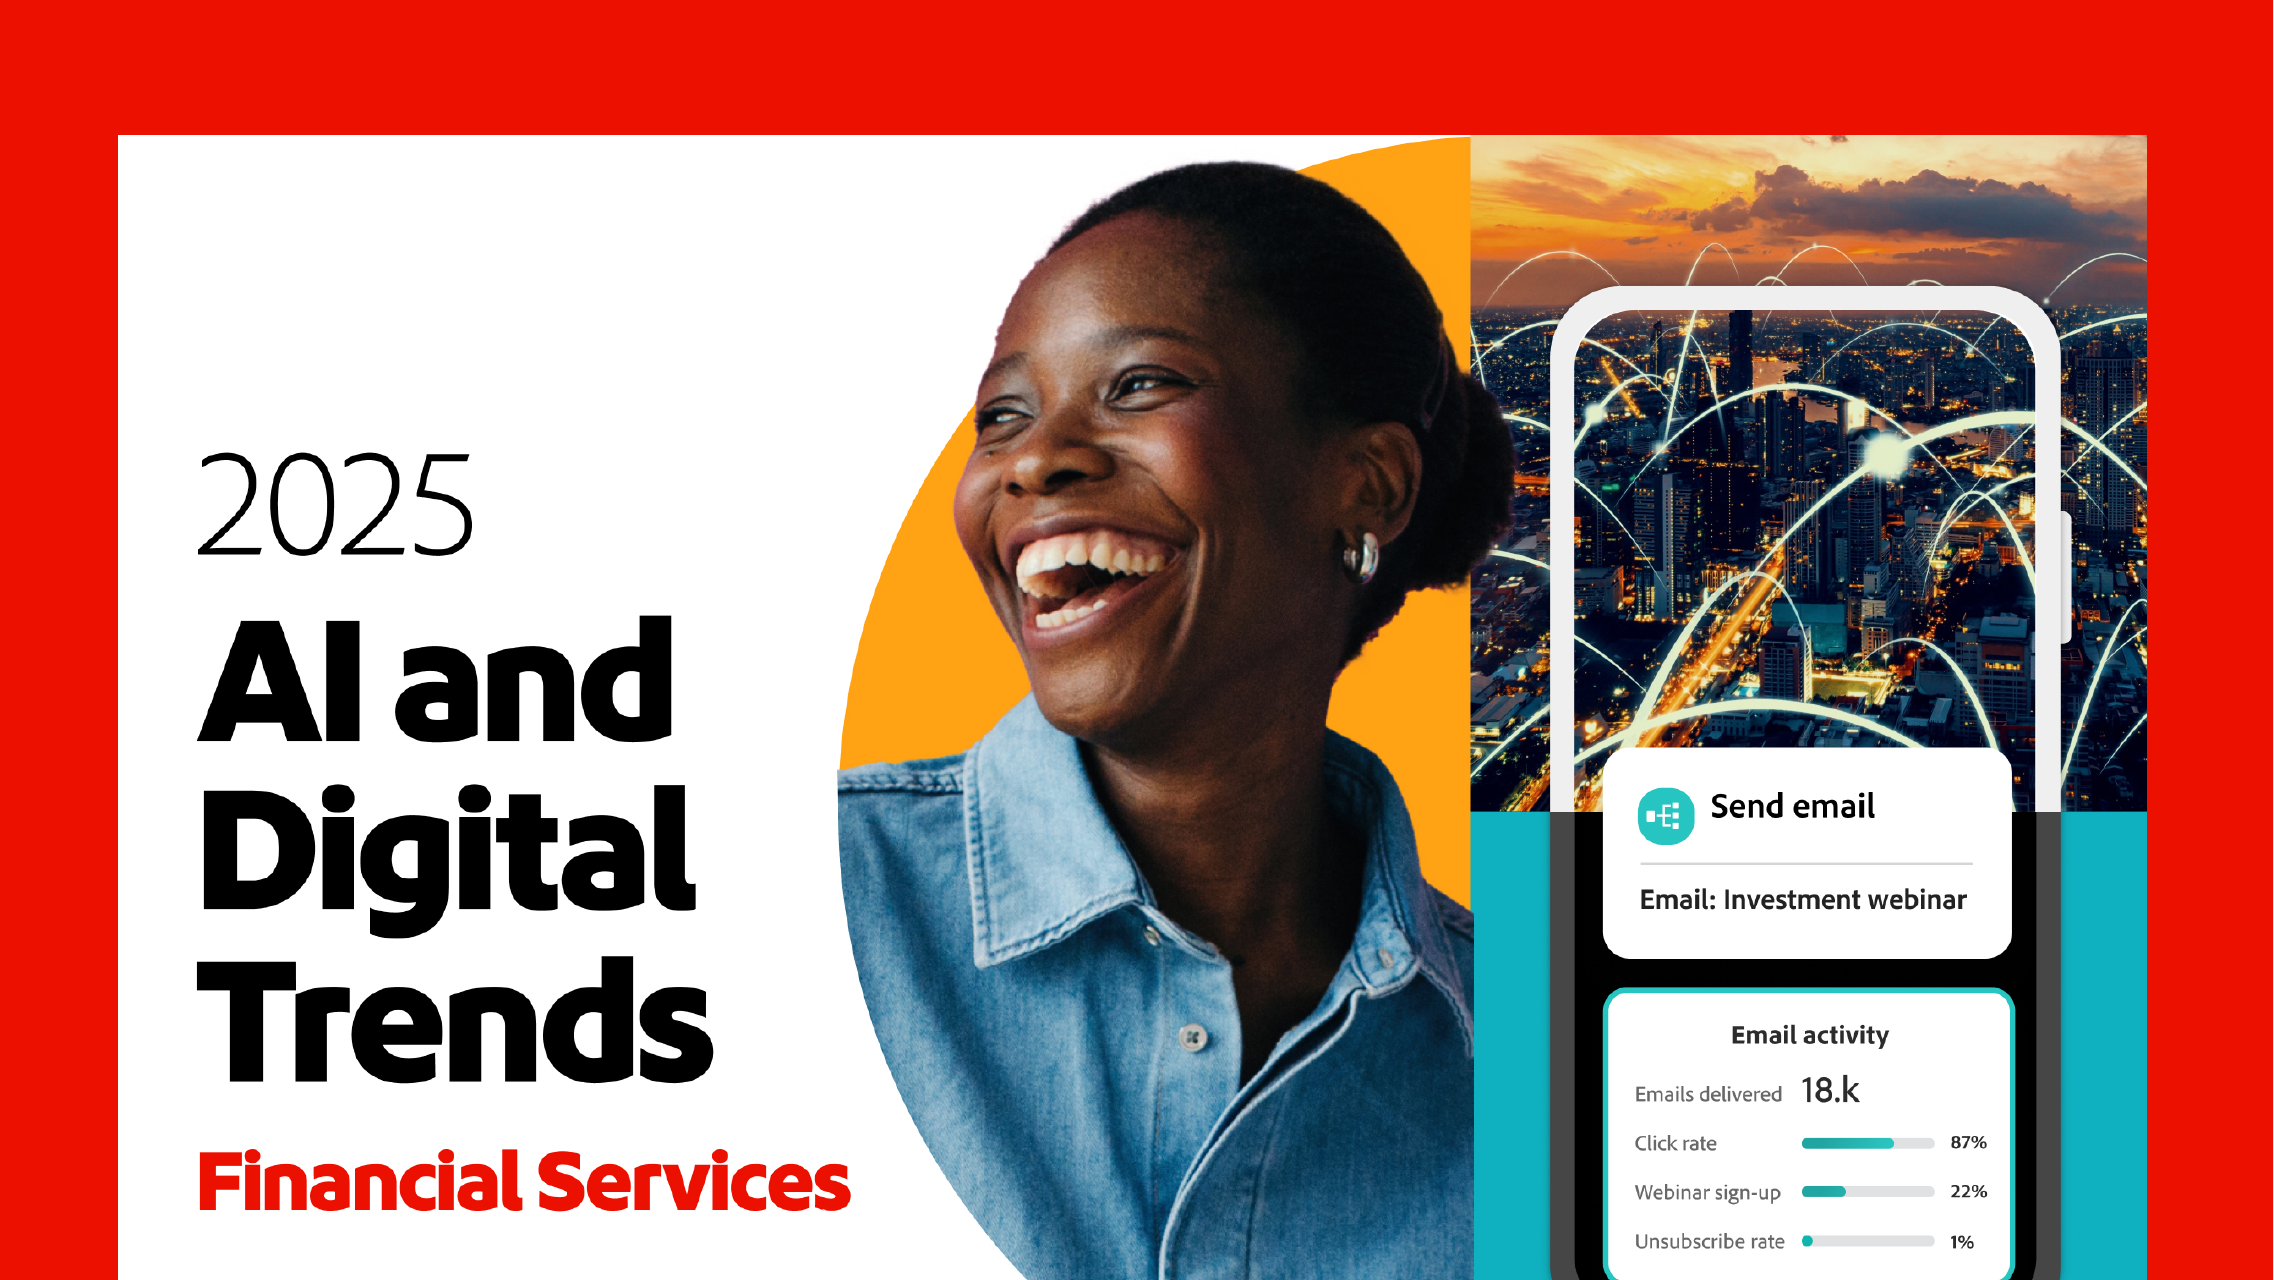 2025
AI and
Digital
Trends
Financial Services
Send email
Email: Investment webinar
Email activity
Emails delivered 18.k
Click rate 87%
Webinar sign-up 22%
Unsubscribe rate 1%